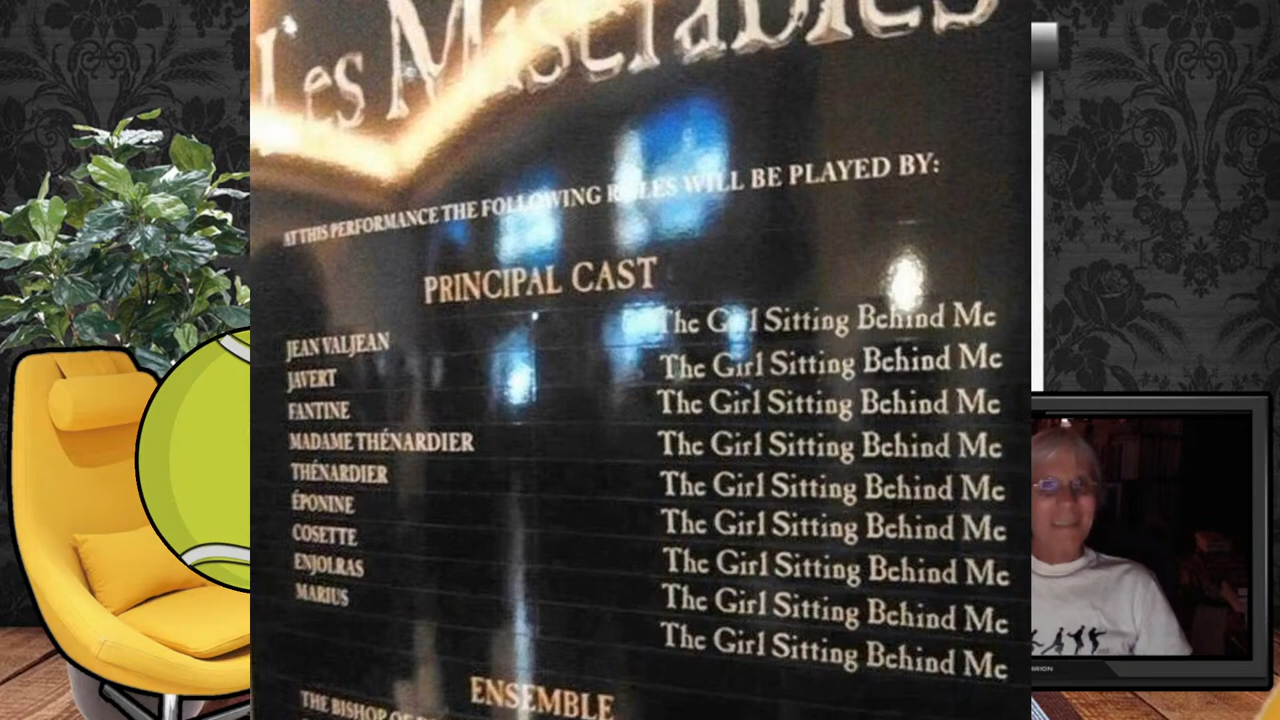 Les Misérables
AT THIS PERFORMANCE THE FOLLOWING ROLES WILL BE PLAYED BY:
PRINCIPAL CAST
JEAN VALJEAN The Girl Sitting Behind Me
JAVERT The Girl Sitting Behind Me
FANTINE The Girl Sitting Behind Me
MADAME THÉNARDIER The Girl Sitting Behind Me
THÉNARDIER The Girl Sitting Behind Me
ÉPONINE The Girl Sitting Behind Me
COSETTE The Girl Sitting Behind Me
ENJOLRAS The Girl Sitting Behind Me
MARIUS The Girl Sitting Behind Me
ENSEMBLE
THE BISHOP OF